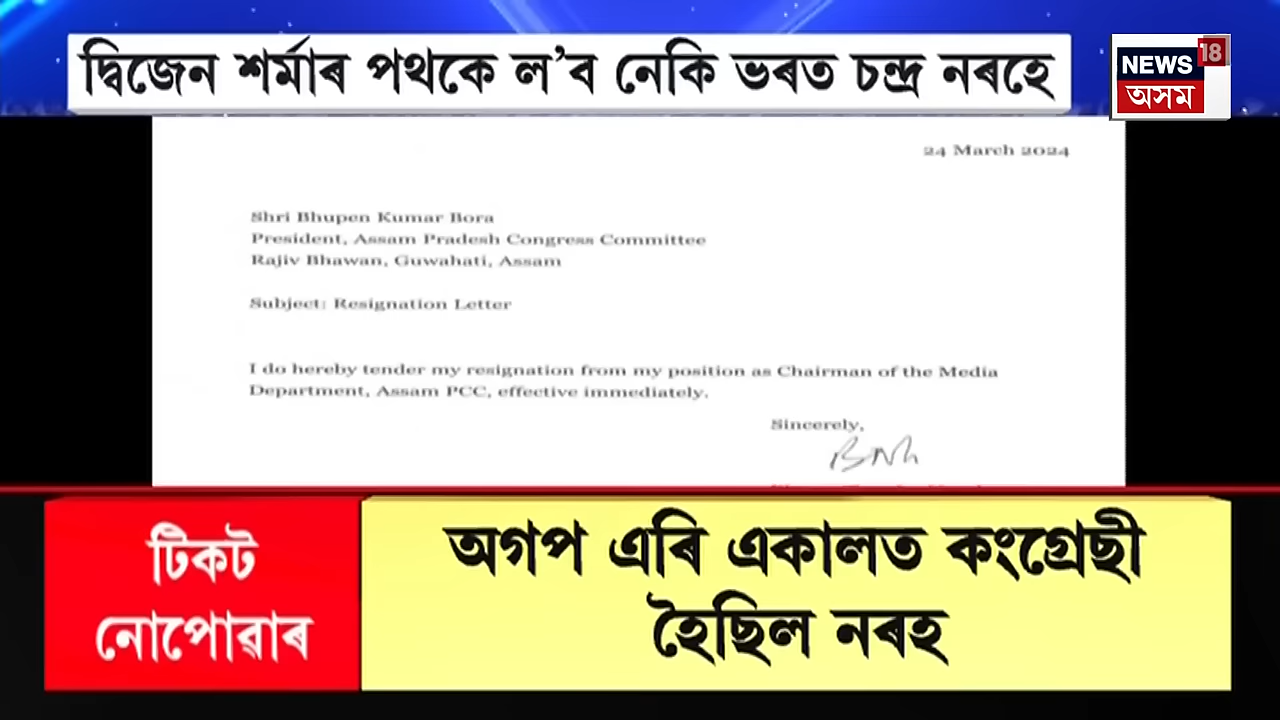 দ্বিজেন শৰ্মাৰ পথকে ল'ব নেকি ভৰত চন্দ্ৰ নৰহে
NEWS 18
অসম
24 March 2024
Shri Bhupen Kumar Bora
President, Assam Pradesh Congress Committee
Rajiv Bhawan, Guwahati, Assam
Subject: Resignation Letter
I do hereby tender my resignation from my position as Chairman of the Media
Department, Assam PCC, effective immediately.
Sincerely,
টিকট
নোপোৱাৰ
অগপ এৰি একালত কংগ্ৰেছী
হৈছিল নৰহ